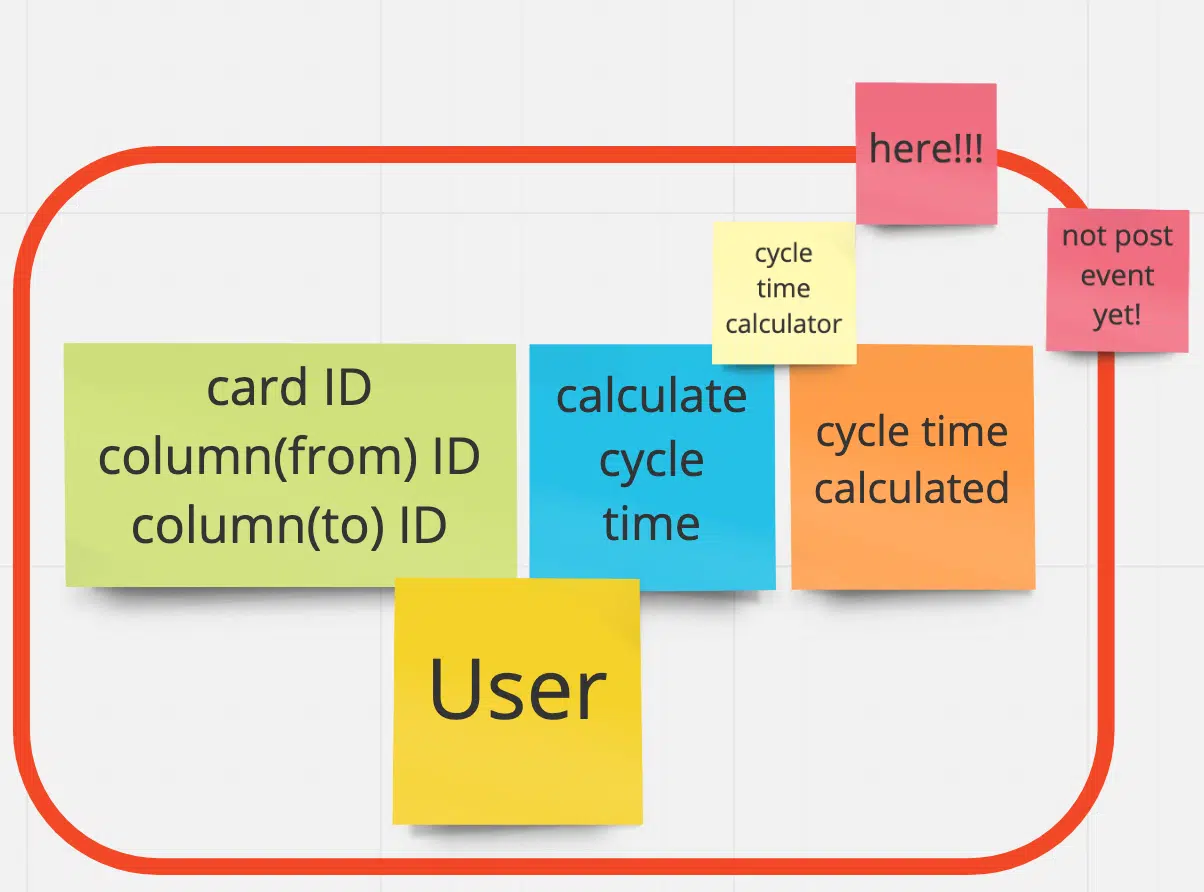 here!!!
not post
event
yet!
cycle
time
calculator
card ID
column(from) ID
column(to) ID
calculate
cycle
time
cycle time
calculated
User